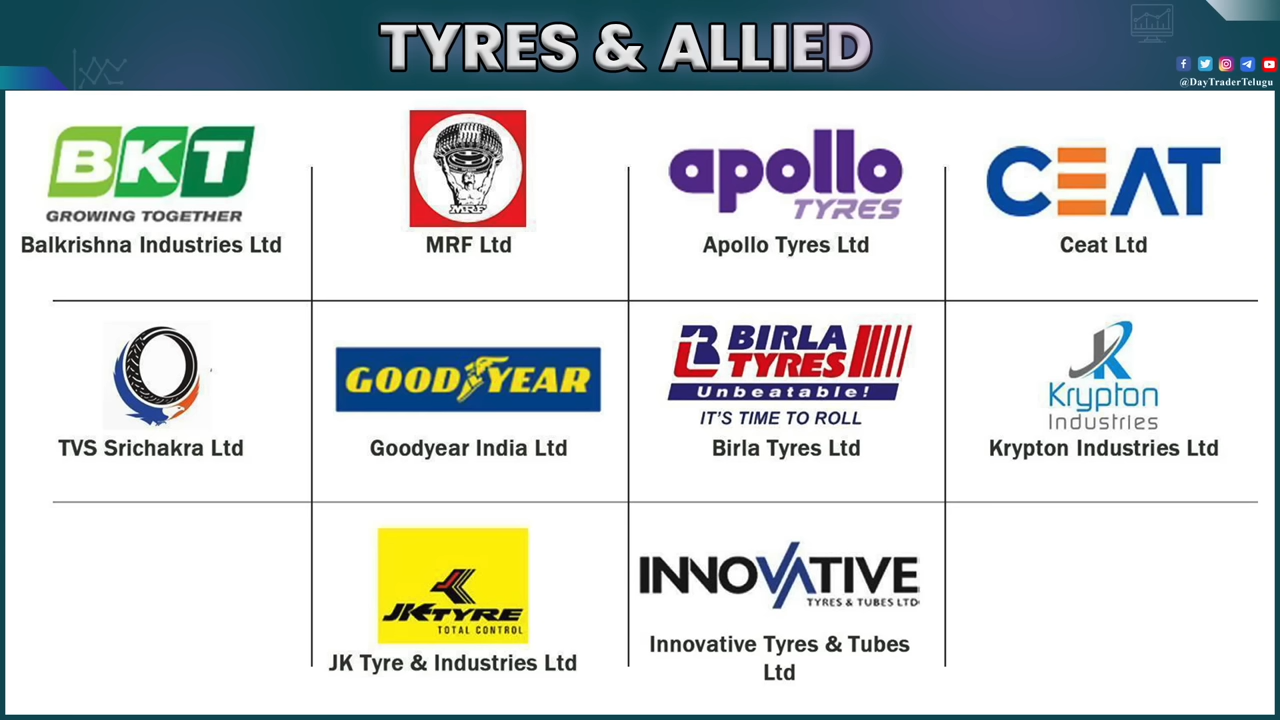 TYRES & ALLIED
@DayTraderTelugu
BKT
GROWING TOGETHER
Balkrishna Industries Ltd
MRF
MRF Ltd
apollo
TYRES
Apollo Tyres Ltd
CEAT
Ceat Ltd
TVS Srichakra Ltd
GOODYEAR
Goodyear India Ltd
BIRLA
TYRES
Unbeatable!
IT'S TIME TO ROLL
Birla Tyres Ltd
Krypton
Industries
Krypton Industries Ltd
JK TYRE
TOTAL CONTROL
JK Tyre & Industries Ltd
INNOVATIVE
TYRES & TUBES LTD
Innovative Tyres & Tubes
Ltd